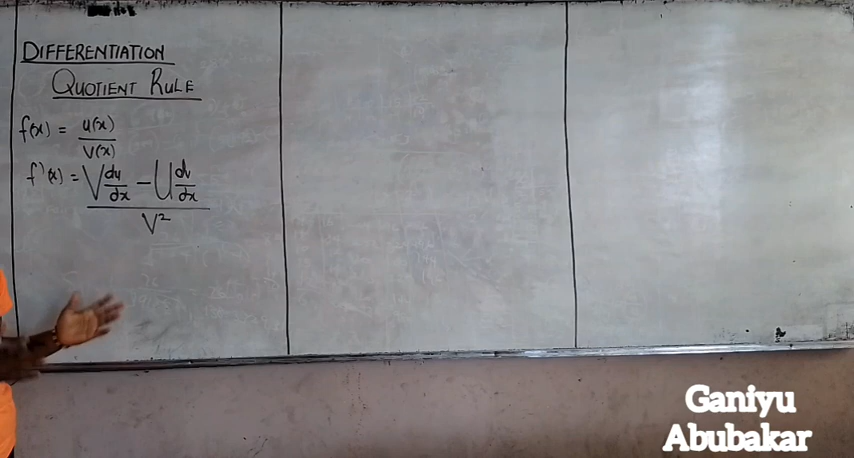 DIFFERENTIATION
QUOTIENT RULE
f(x) = u(x)/v(x)
f'(x) = V du/dx - U dv/dx / V²
Ganiyu
Abubakar